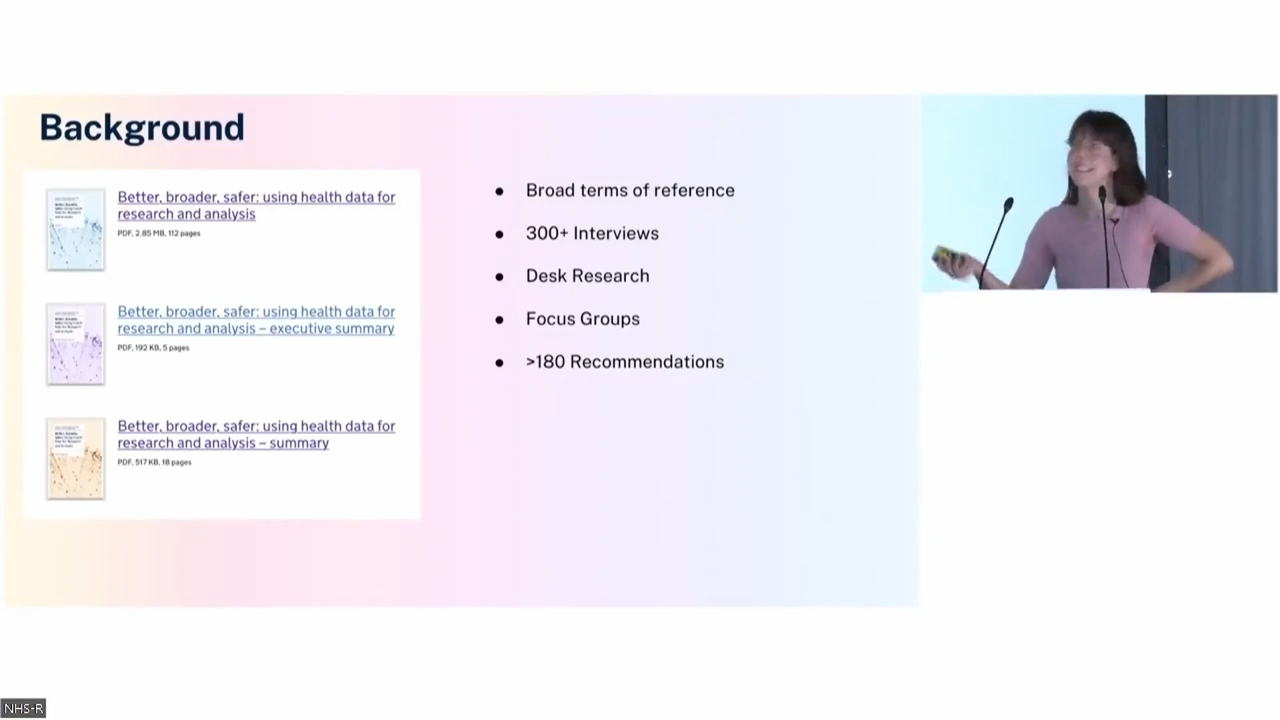 Background
Better, broader, safer: using health data for
research and analysis
PDF, 2.85 MB, 112 pages
Better, broader, safer: using health data for
research and analysis – executive summary
PDF, 192 KB, 5 pages
Better, broader, safer: using health data for
research and analysis – summary
PDF, 517 KB, 18 pages
● Broad terms of reference
● 300+ Interviews
● Desk Research
● Focus Groups
● >180 Recommendations
NHS-R